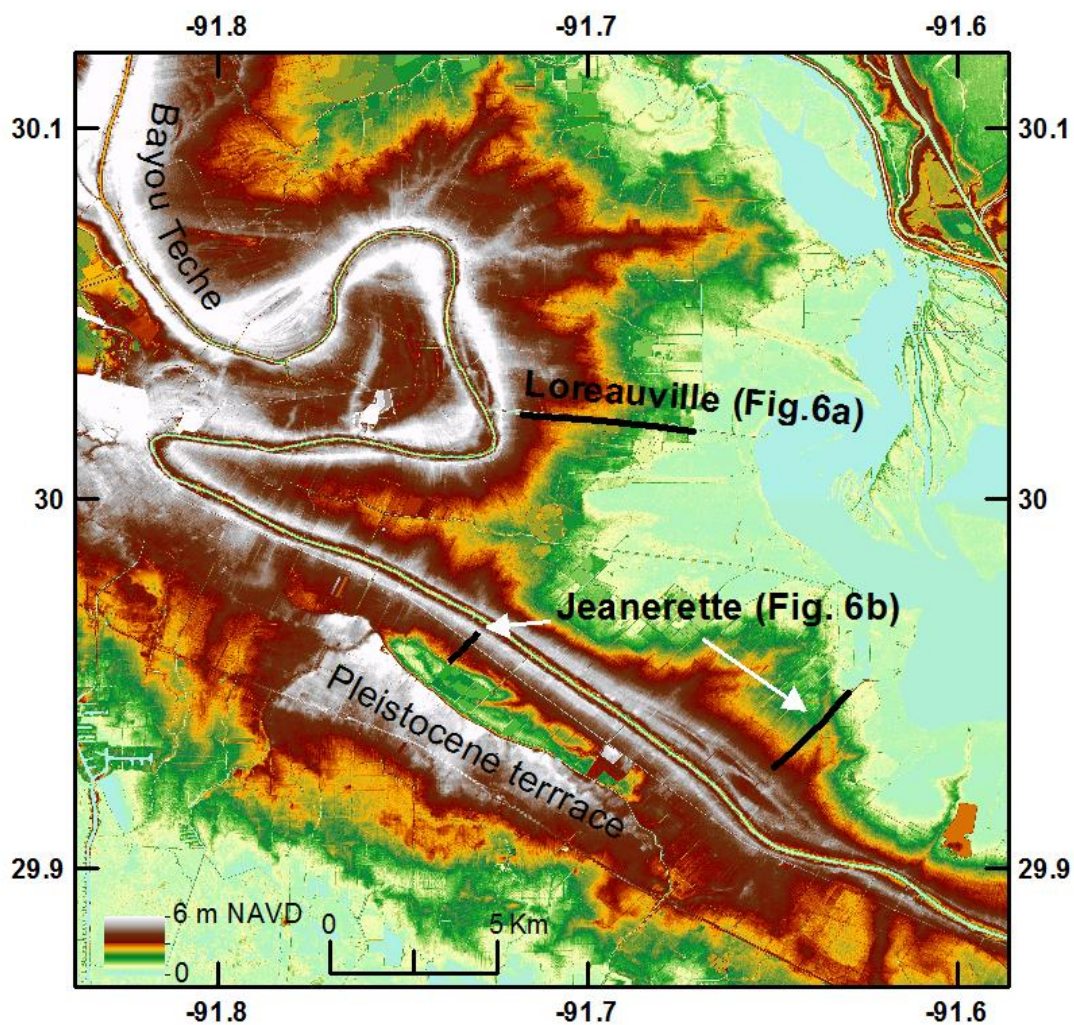 -91.8 -91.7 -91.6
30.1 30.1
Bayou Teche
Loreauville (Fig.6a)
30 30
Jeanerette (Fig. 6b)
Pleistocene terrrace
29.9 29.9
6 m NAVD
0 5 Km
0
-91.8 -91.7 -91.6